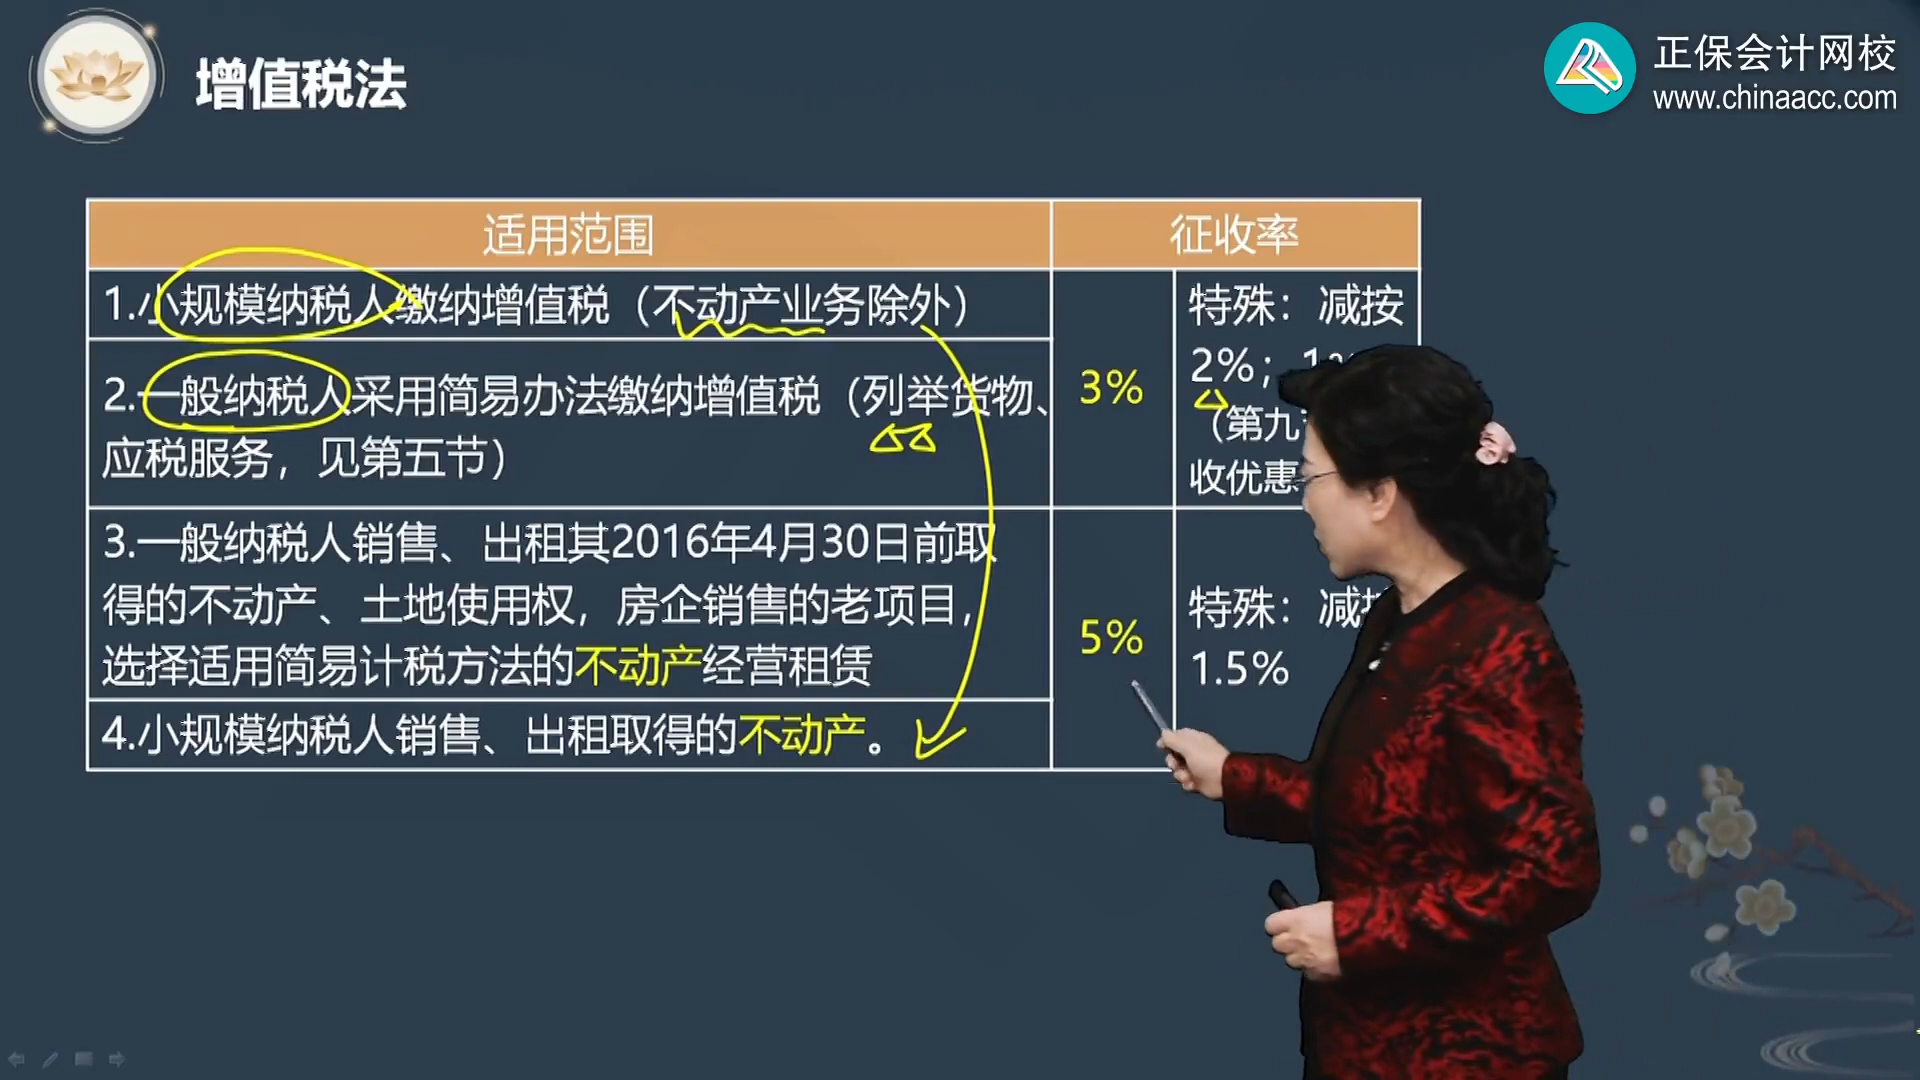 增值税法
正保会计网校
www.chinaacc.com
适用范围
征收率
1.小规模纳税人缴纳增值税（不动产业务除外）
2.一般纳税人采用简易办法缴纳增值税（列举货物、
应税服务，见第五节）
3%
特殊：减按
2%；
（第九
收优惠
3.一般纳税人销售、出租其2016年4月30日前取
得的不动产、土地使用权，房企销售的老项目，
选择适用简易计税方法的不动产经营租赁
4.小规模纳税人销售、出租取得的不动产。
5%
特殊：减按
1.5%